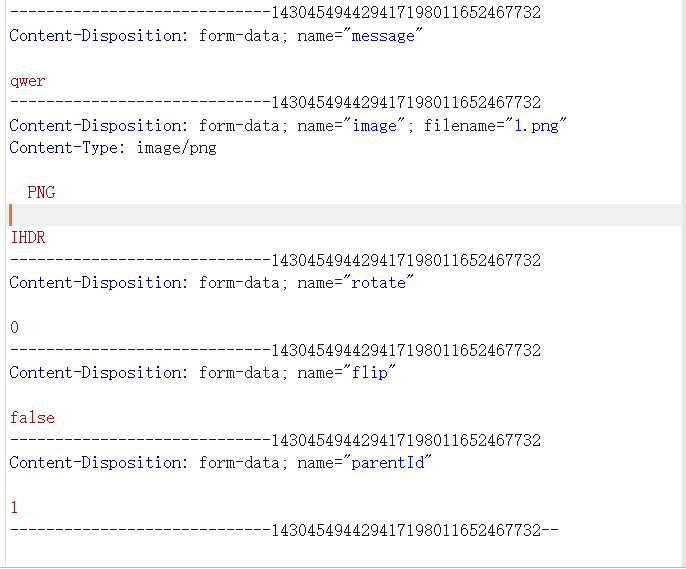 -----------------------------1430454944294171980116524677​32
Content-Disposition: form-data; name="message"
qwer
-----------------------------143045494429417198011652467732
Content-Disposition: form-data; name="image"; filename="1.png"
Content-Type: image/png
PNG
IHDR
-----------------------------143045494429417198011652467732
Content-Disposition: form-data; name="rotate"
0
-----------------------------143045494429417198011652467732
Content-Disposition: form-data; name="flip"
false
-----------------------------143045494429417198011652467732
Content-Disposition: form-data; name="parentId"
1
-----------------------------143045494429417198011652467732--